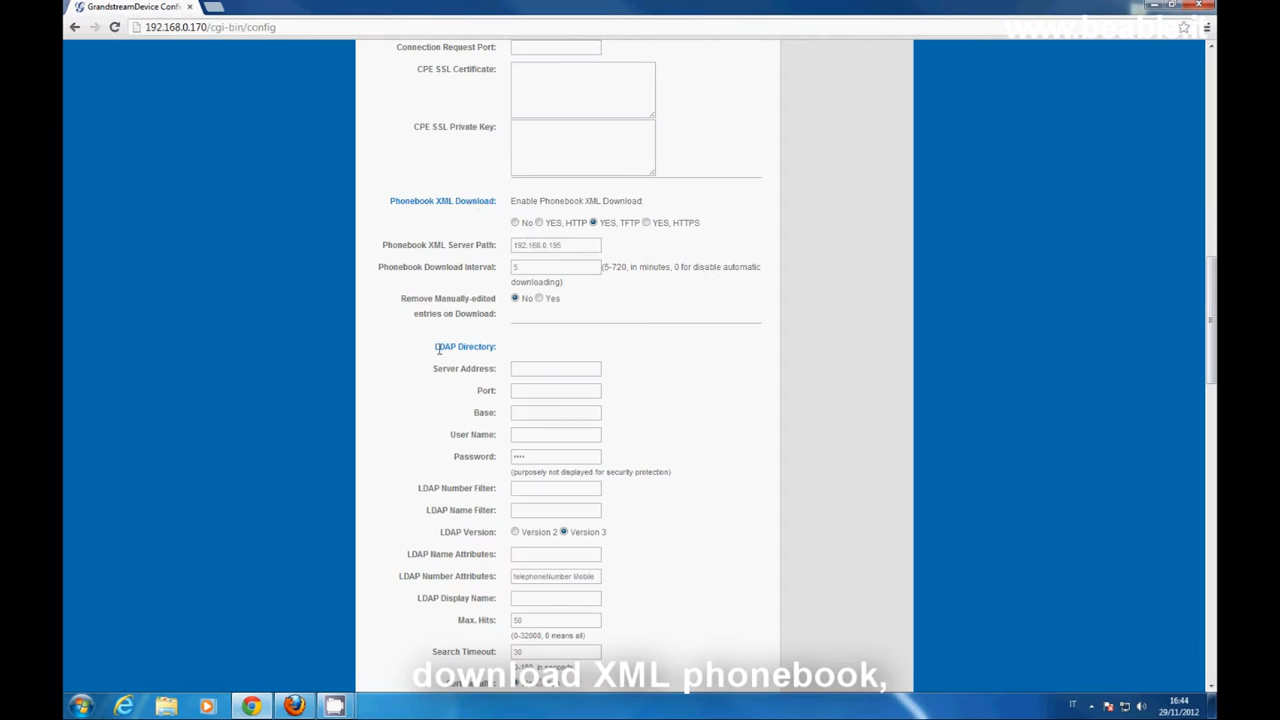 GrandstreamDevice Confi
www.beable.it
192.168.0.170/cgi-bin/config
Connection Request Port:
CPE SSL Certificate:
CPE SSL Private Key:
Phonebook XML Download: Enable Phonebook XML Download:
No YES, HTTP YES, TFTP YES, HTTPS
Phonebook XML Server Path: 192.168.0.195
Phonebook Download Interval: 5 (5-720, in minutes, 0 for disable automatic
downloading)
Remove Manually-edited No Yes
entries on Download:
LDAP Directory:
Server Address:
Port:
Base:
User Name:
Password: ••••
(purposely not displayed for security protection)
LDAP Number Filter:
LDAP Name Filter:
LDAP Version: Version 2 Version 3
LDAP Name Attributes:
LDAP Number Attributes: telephoneNumber Mobile
LDAP Display Name:
Max. Hits: 50
(0-32000, 0 means all)
Search Timeout: 30
download XML phonebook,
IT
16:44
29/11/2012